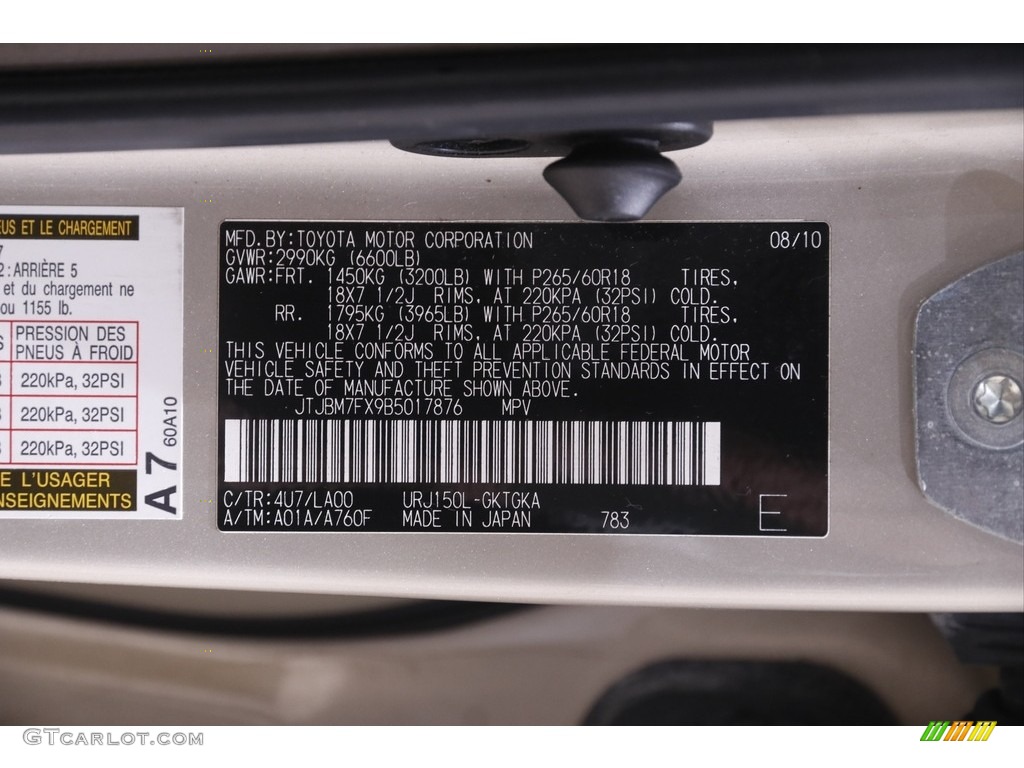 EUS ET LE CHARGEMENT
7
2 : ARRIÈRE 5
et du chargement ne
ou 1155 lb.
S PRESSION DES
PNEUS À FROID
220kPa, 32PSI
220kPa, 32PSI
220kPa, 32PSI
E L'USAGER
NSEIGNEMENTS
A7 60A10
MFD.BY:TOYOTA MOTOR CORPORATION 08/10
GVWR:2990KG (6600LB)
GAWR:FRT. 1450KG (3200LB) WITH P265/60R18 TIRES,
18X7 1/2J RIMS, AT 220KPA (32PSI) COLD.
RR. 1795KG (3965LB) WITH P265/60R18 TIRES,
18X7 1/2J RIMS, AT 220KPA (32PSI) COLD.
THIS VEHICLE CONFORMS TO ALL APPLICABLE FEDERAL MOTOR
VEHICLE SAFETY AND THEFT PREVENTION STANDARDS IN EFFECT ON
THE DATE OF MANUFACTURE SHOWN ABOVE.
JTJBM7FX9B5017876 MPV
C/TR:4U7/LA00 URJ150L-GKTGKA
A/TM:A01A/A760F MADE IN JAPAN 783 E
GTCarlot.com